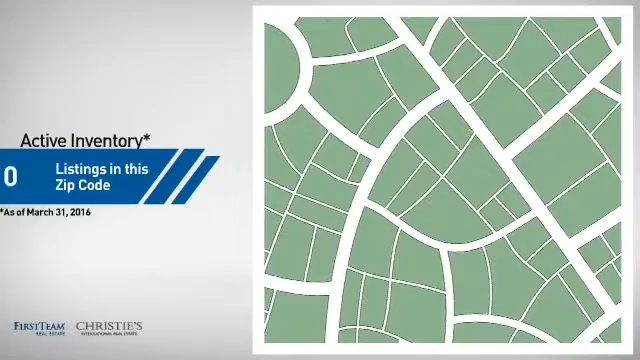 Active Inventory*
0 Listings in this
Zip Code
*As of March 31, 2016
FIRSTTEAM
REAL ESTATE
CHRISTIE'S
INTERNATIONAL REAL ESTATE